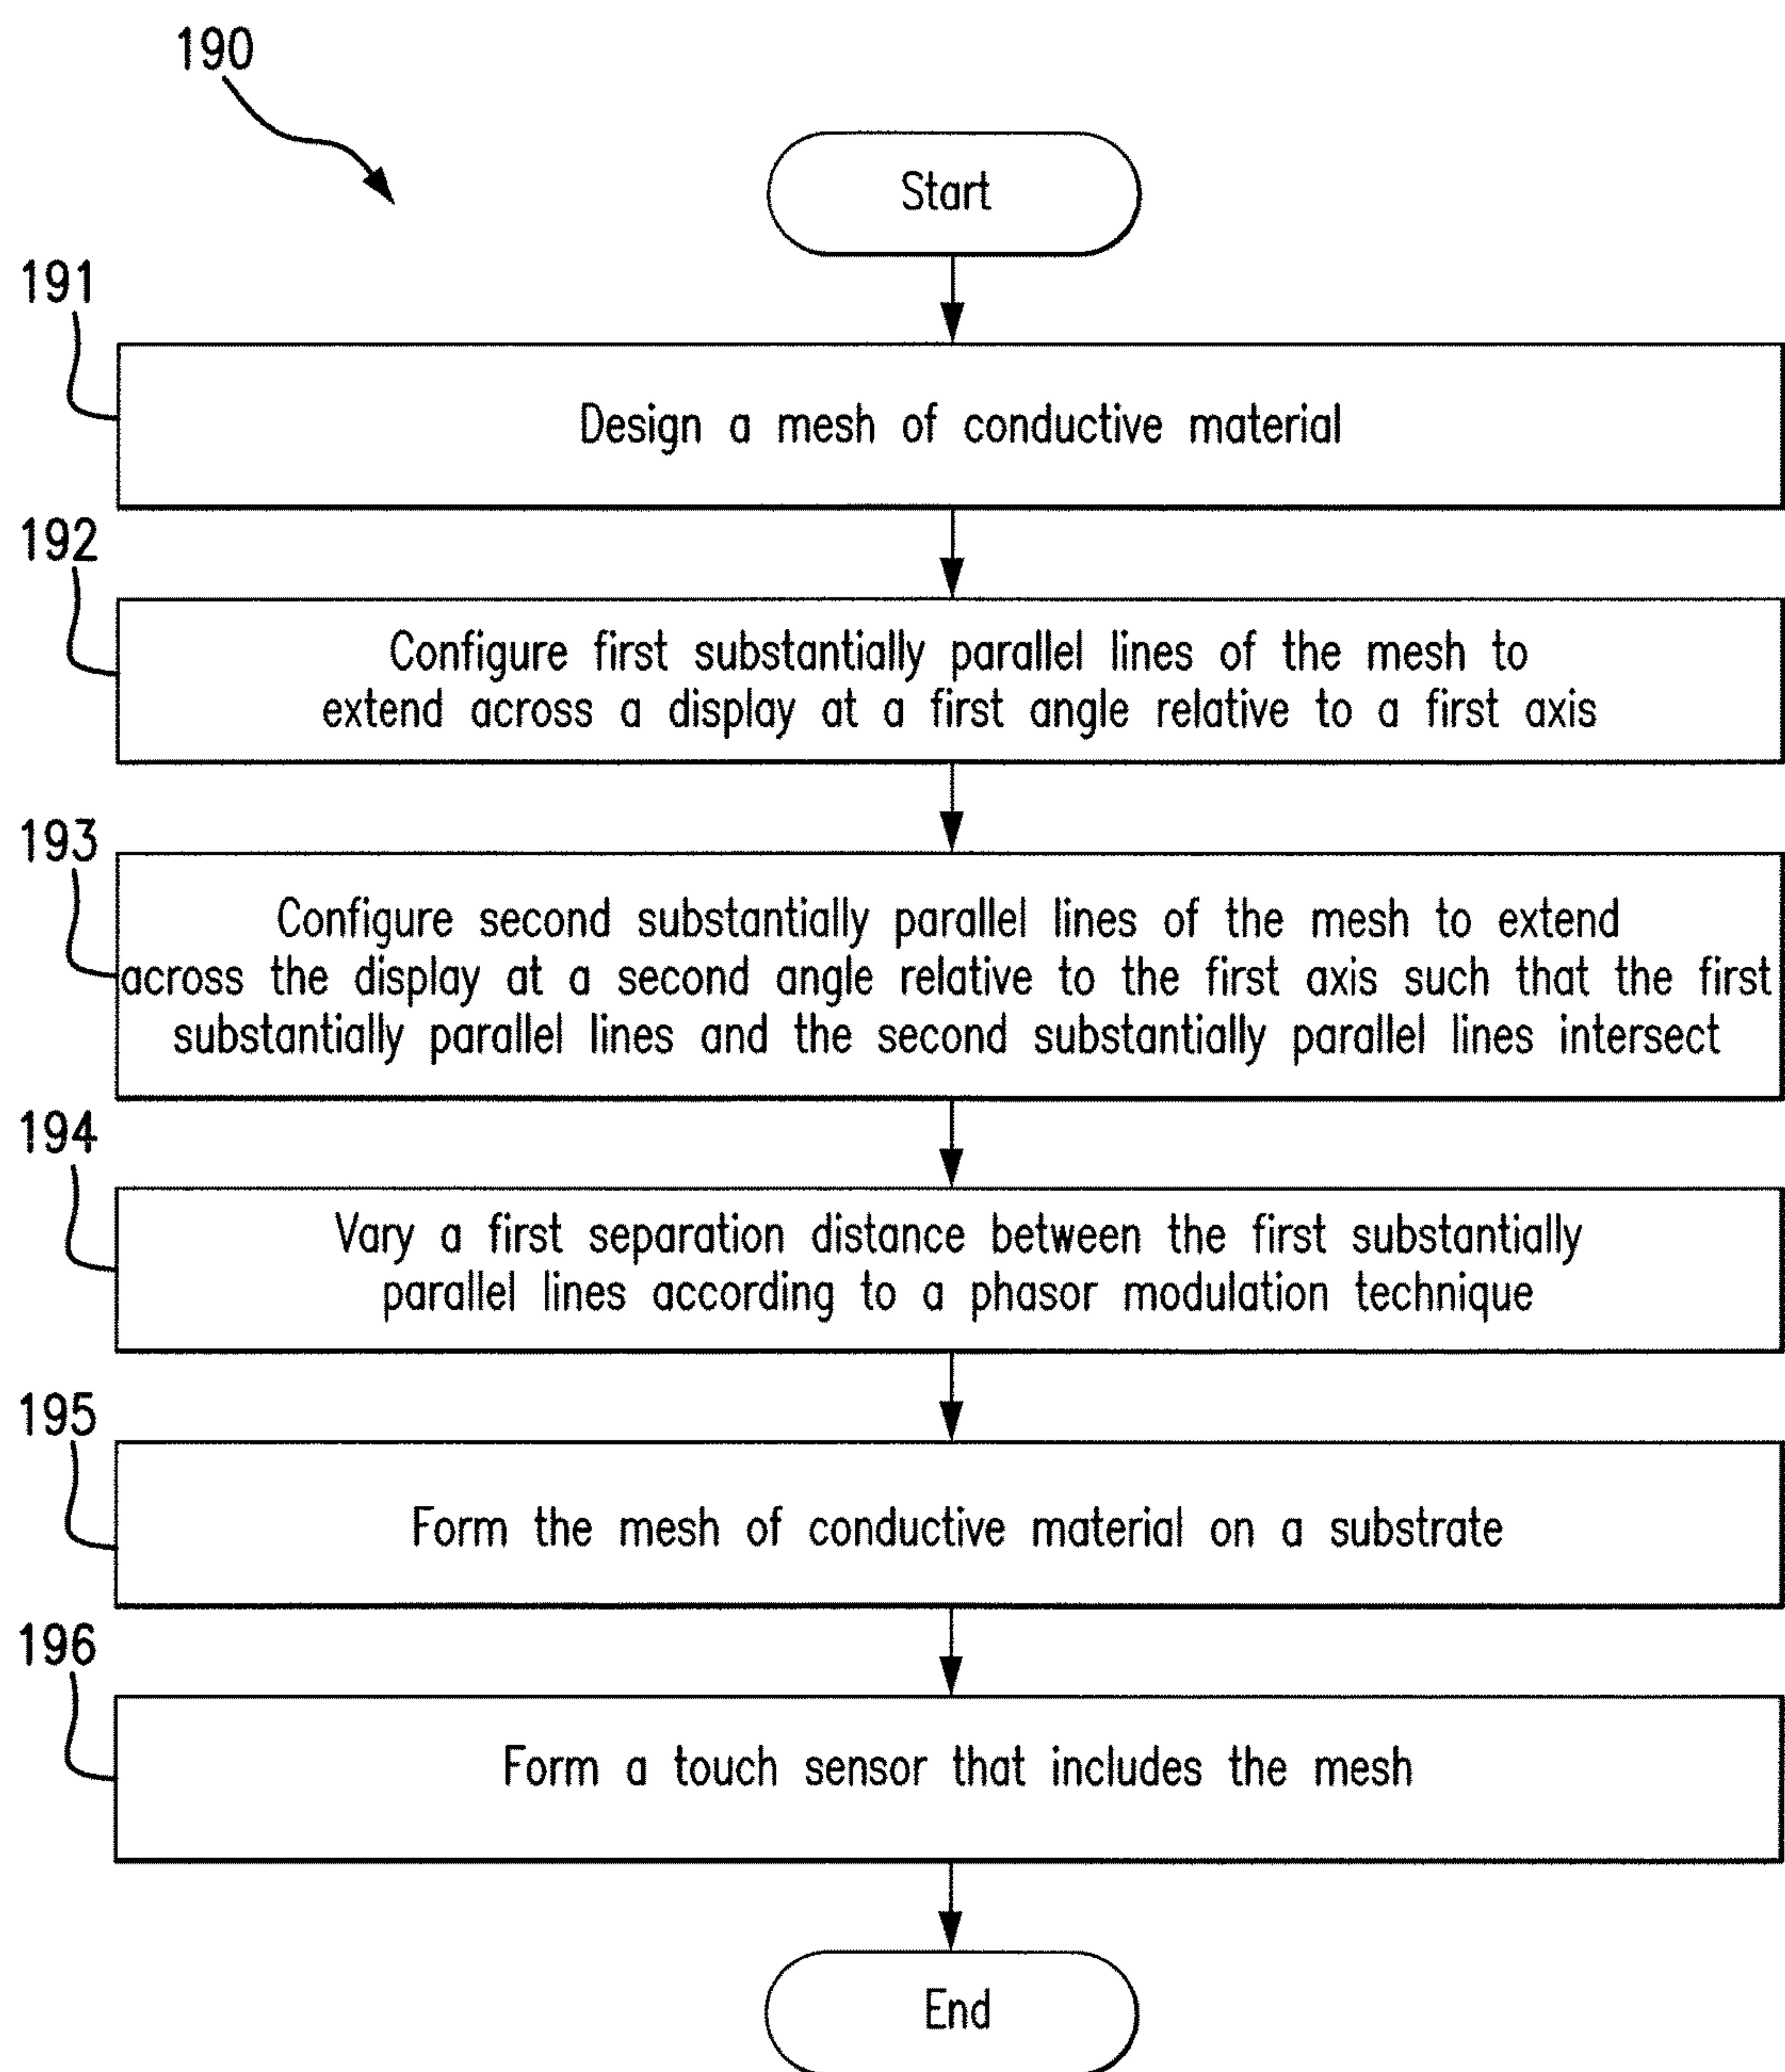 190
Start
191
Design a mesh of conductive material
192
Configure first substantially parallel lines of the mesh to
extend across a display at a first angle relative to a first axis
193
Configure second substantially parallel lines of the mesh to extend
across the display at a second angle relative to the first axis such that the first
substantially parallel lines and the second substantially parallel lines intersect
194
Vary a first separation distance between the first substantially
parallel lines according to a phasor modulation technique
195
Form the mesh of conductive material on a substrate
196
Form a touch sensor that includes the mesh
End